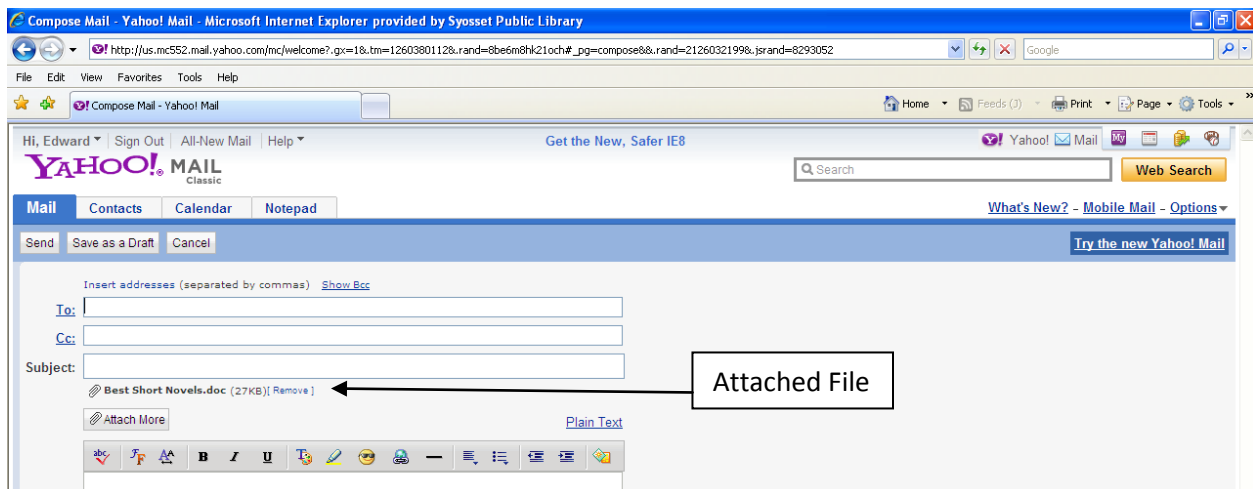 Compose Mail - Yahoo! Mail - Microsoft Internet Explorer provided by Syosset Public Library
http://us.mc552.mail.yahoo.com/mc/welcome?.gx=1&.tm=1260380112&.rand=8be6m8hk21och#_pg=compose&&.rand=2126032199&.jsrand=8293052
Google
File Edit View Favorites Tools Help
Compose Mail - Yahoo! Mail
Home Feeds (J) Print Page Tools »
Hi, Edward Sign Out All-New Mail Help Get the New, Safer IE8 Yahoo! Mail My
YAHOO! MAIL
Classic
Search Web Search
Mail Contacts Calendar Notepad What's New? - Mobile Mail - Options
Send Save as a Draft Cancel Try the new Yahoo! Mail
Insert addresses (separated by commas) Show Bcc
To:
Cc:
Subject:
Best Short Novels.doc (27KB)[ Remove ]
Attached File
Attach More Plain Text
abc B I U